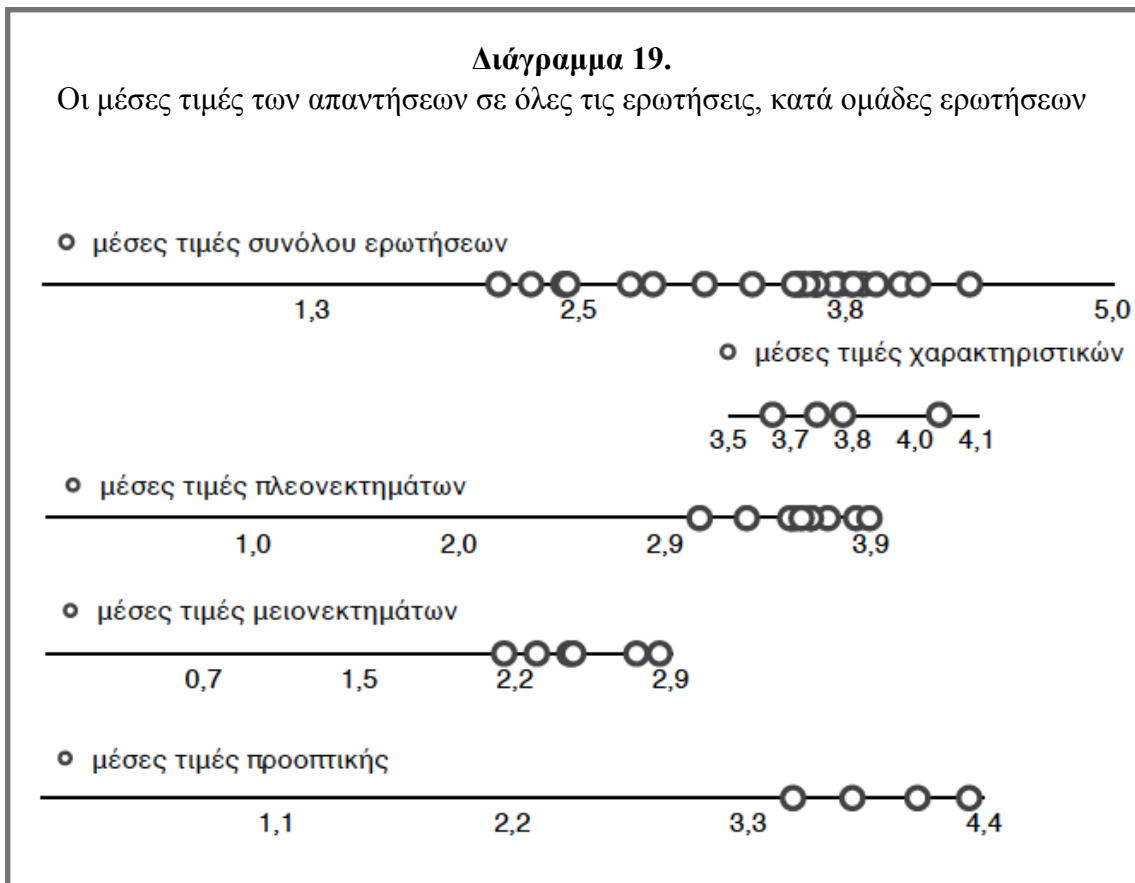 Διάγραμμα 19.
Οι μέσες τιμές των απαντήσεων σε όλες τις ερωτήσεις, κατά ομάδες ερωτήσεων
μέσες τιμές συνόλου ερωτήσεων
1,3 2,5 3,8 5,0
μέσες τιμές χαρακτηριστικών
3,5 3,7 3,8 4,0 4,1
μέσες τιμές πλεονεκτημάτων
1,0 2,0 2,9 3,9
μέσες τιμές μειονεκτημάτων
0,7 1,5 2,2 2,9
μέσες τιμές προοπτικής
1,1 2,2 3,3 4,4